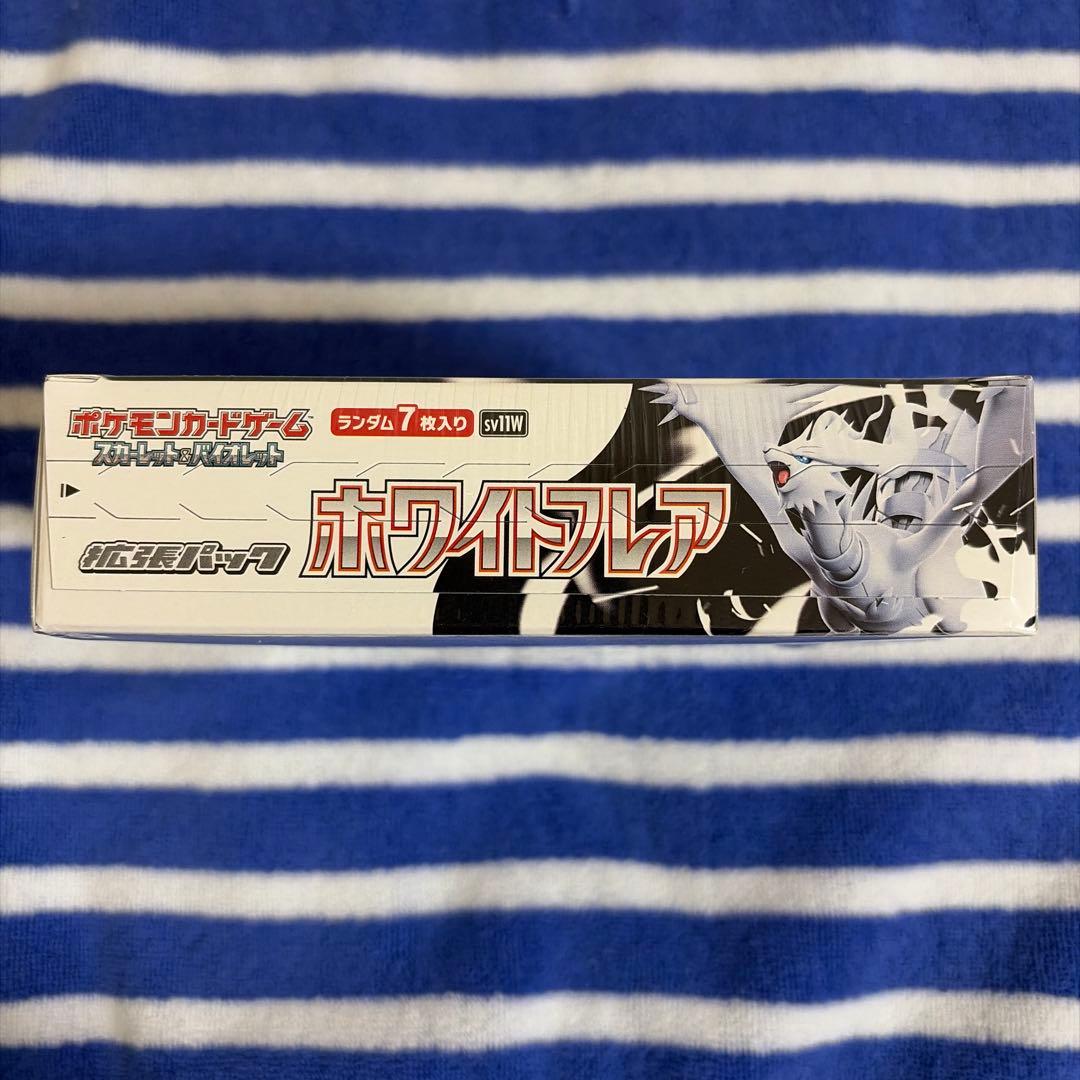 ポケモンカードゲーム™
スカーレット&バイオレット
ランダム7枚入り
SV11W
拡張パック
ホワイトフレア